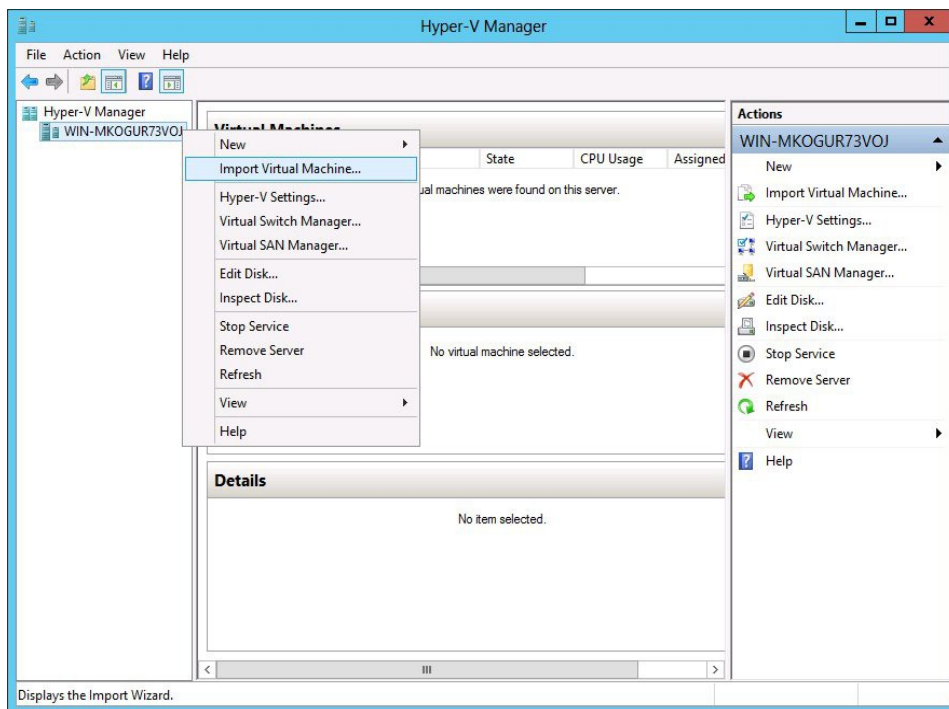 Hyper-V Manager
File Action View Help
Hyper-V Manager
WIN-MKOGUR73VOJ
Virtual Machines
State CPU Usage Assigned
No virtual machine selected.
Details
No item selected.
New
Import Virtual Machine...
Hyper-V Settings...
Virtual Switch Manager...
Virtual SAN Manager...
Edit Disk...
Inspect Disk...
Stop Service
Remove Server
Refresh
View
Help
machines were found on this server.
Actions
WIN-MKOGUR73VOJ
New
Import Virtual Machine...
Hyper-V Settings...
Virtual Switch Manager...
Virtual SAN Manager...
Edit Disk...
Inspect Disk...
Stop Service
Remove Server
Refresh
View
Help
Displays the Import Wizard.